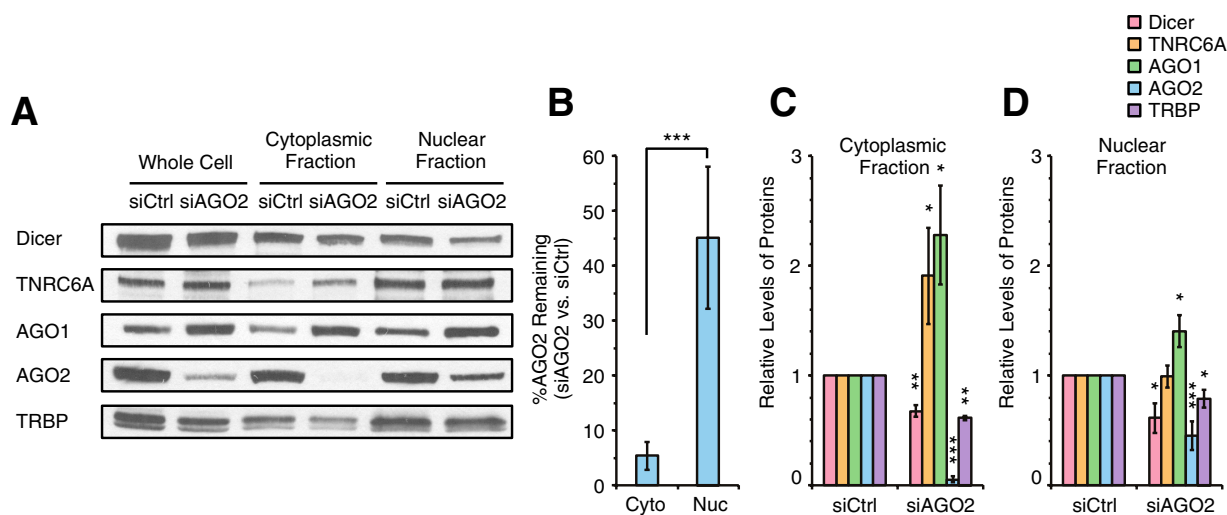 A
Whole Cell
Cytoplasmic
Fraction
Nuclear
Fraction
siCtrl siAGO2 siCtrl siAGO2 siCtrl siAGO2
Dicer
TNRC6A
AGO1
AGO2
TRBP
B
%AGO2 Remaining
(siAGO2 vs. siCtrl)
60
50
40
30
20
10
0
***
Cyto Nuc
C
Cytoplasmic
Fraction
Relative Levels of Proteins
3
2
1
0
**
*
*
***
**
siCtrl siAGO2
D
Dicer
TNRC6A
AGO1
AGO2
TRBP
Nuclear
Fraction
Relative Levels of Proteins
3
2
1
0
*
*
***
*
siCtrl siAGO2